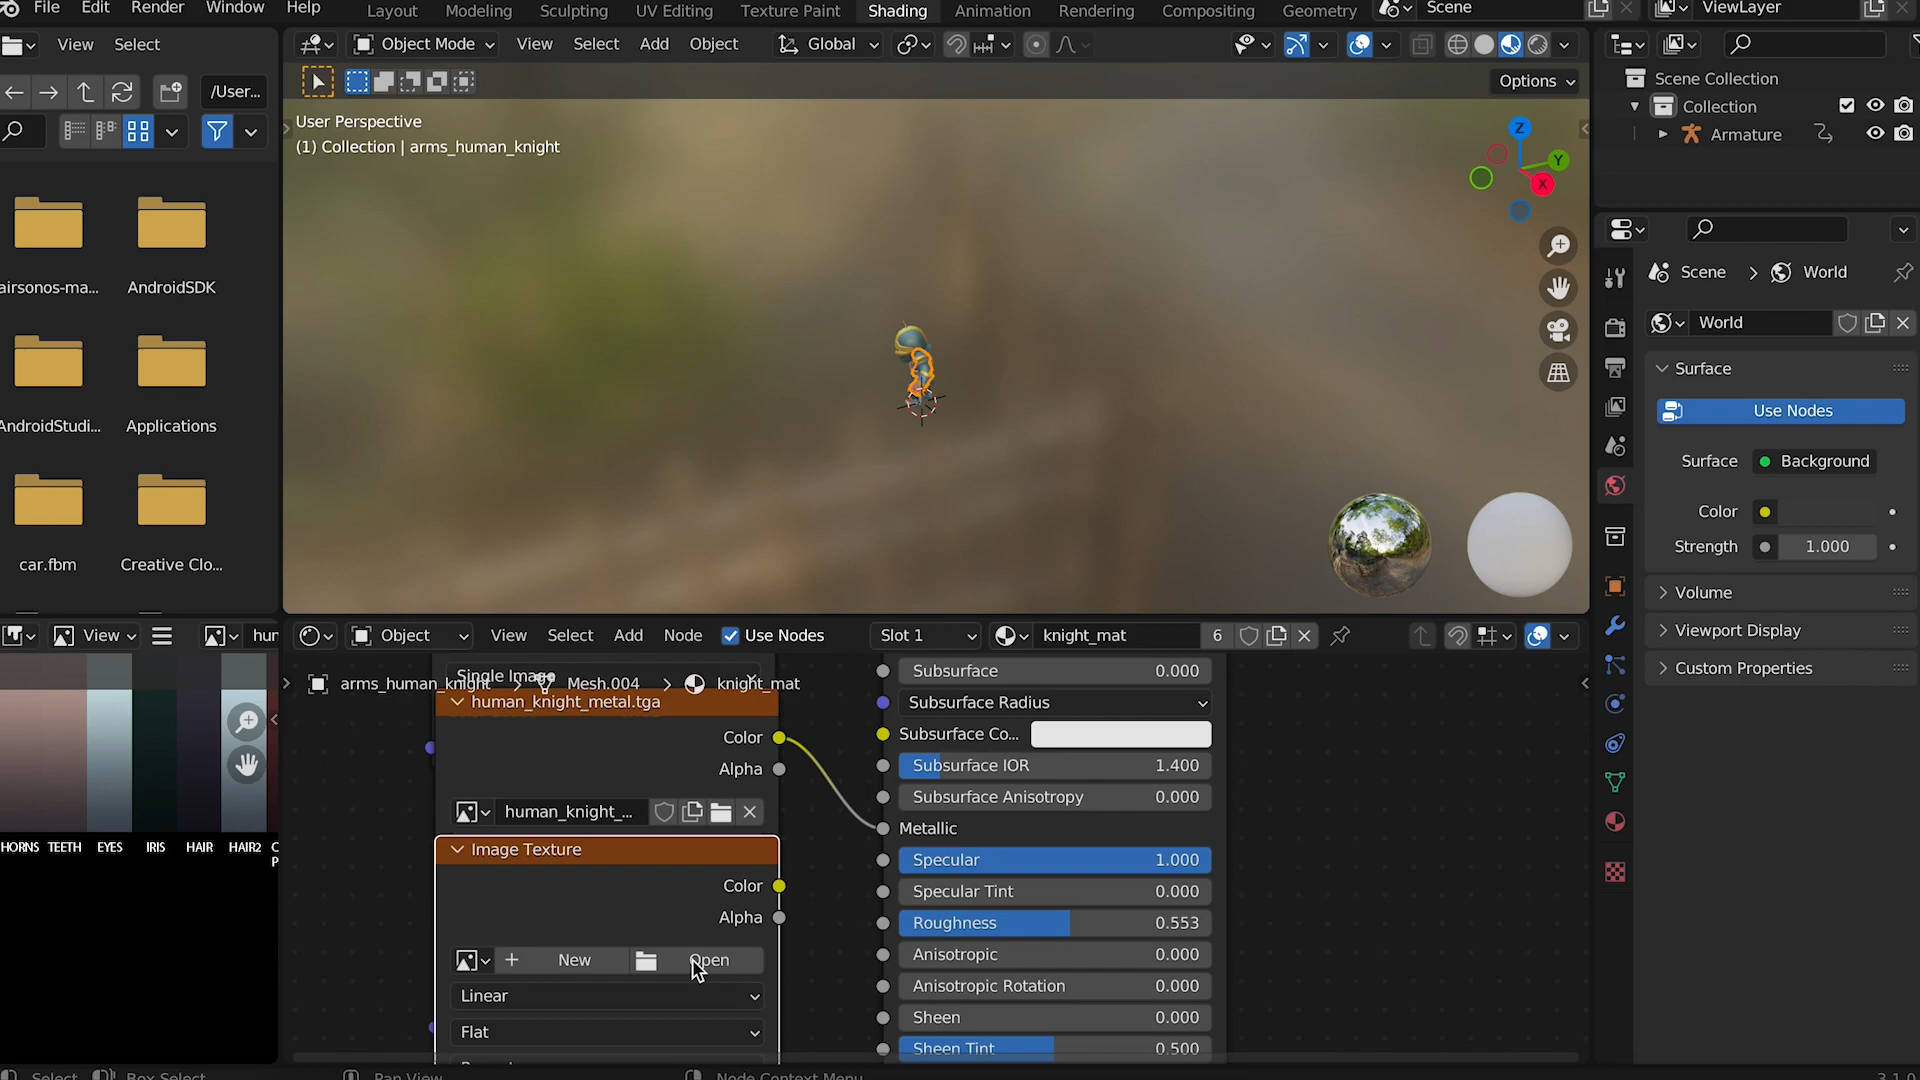 File Edit Render Window Help Layout Modeling Sculpting UV Editing Texture Paint Shading Animation Rendering Compositing Geometry Scene ViewLayer
View Select
Object Mode View Select Add Object Global
/User...
Options
User Perspective
(1) Collection | arms_human_knight
Z
Y
X
Scene Collection
Collection
Armature
airsonos-ma... AndroidSDK
AndroidStudi... Applications
car.fbm Creative Clo...
Scene > World
World
Surface
Use Nodes
Surface Background
Color
Strength 1.000
Volume
Viewport Display
Custom Properties
View hur
HORNS TEETH EYES IRIS HAIR HAIR2
Object View Select Add Node Use Nodes Slot 1 knight_mat 6
arms_human_knight > Mesh.004 > knight_mat
Single Image
human_knight_metal.tga
Color
Alpha
human_knight_...
Image Texture
Color
Alpha
New Open
Linear
Flat
Subsurface 0.000
Subsurface Radius
Subsurface Co...
Subsurface IOR 1.400
Subsurface Anisotropy 0.000
Metallic
Specular 1.000
Specular Tint 0.000
Roughness 0.553
Anisotropic 0.000
Anisotropic Rotation 0.000
Sheen 0.000
Sheen Tint 0.500
Select Box Select Pan View Node Context Menu 3.1.0